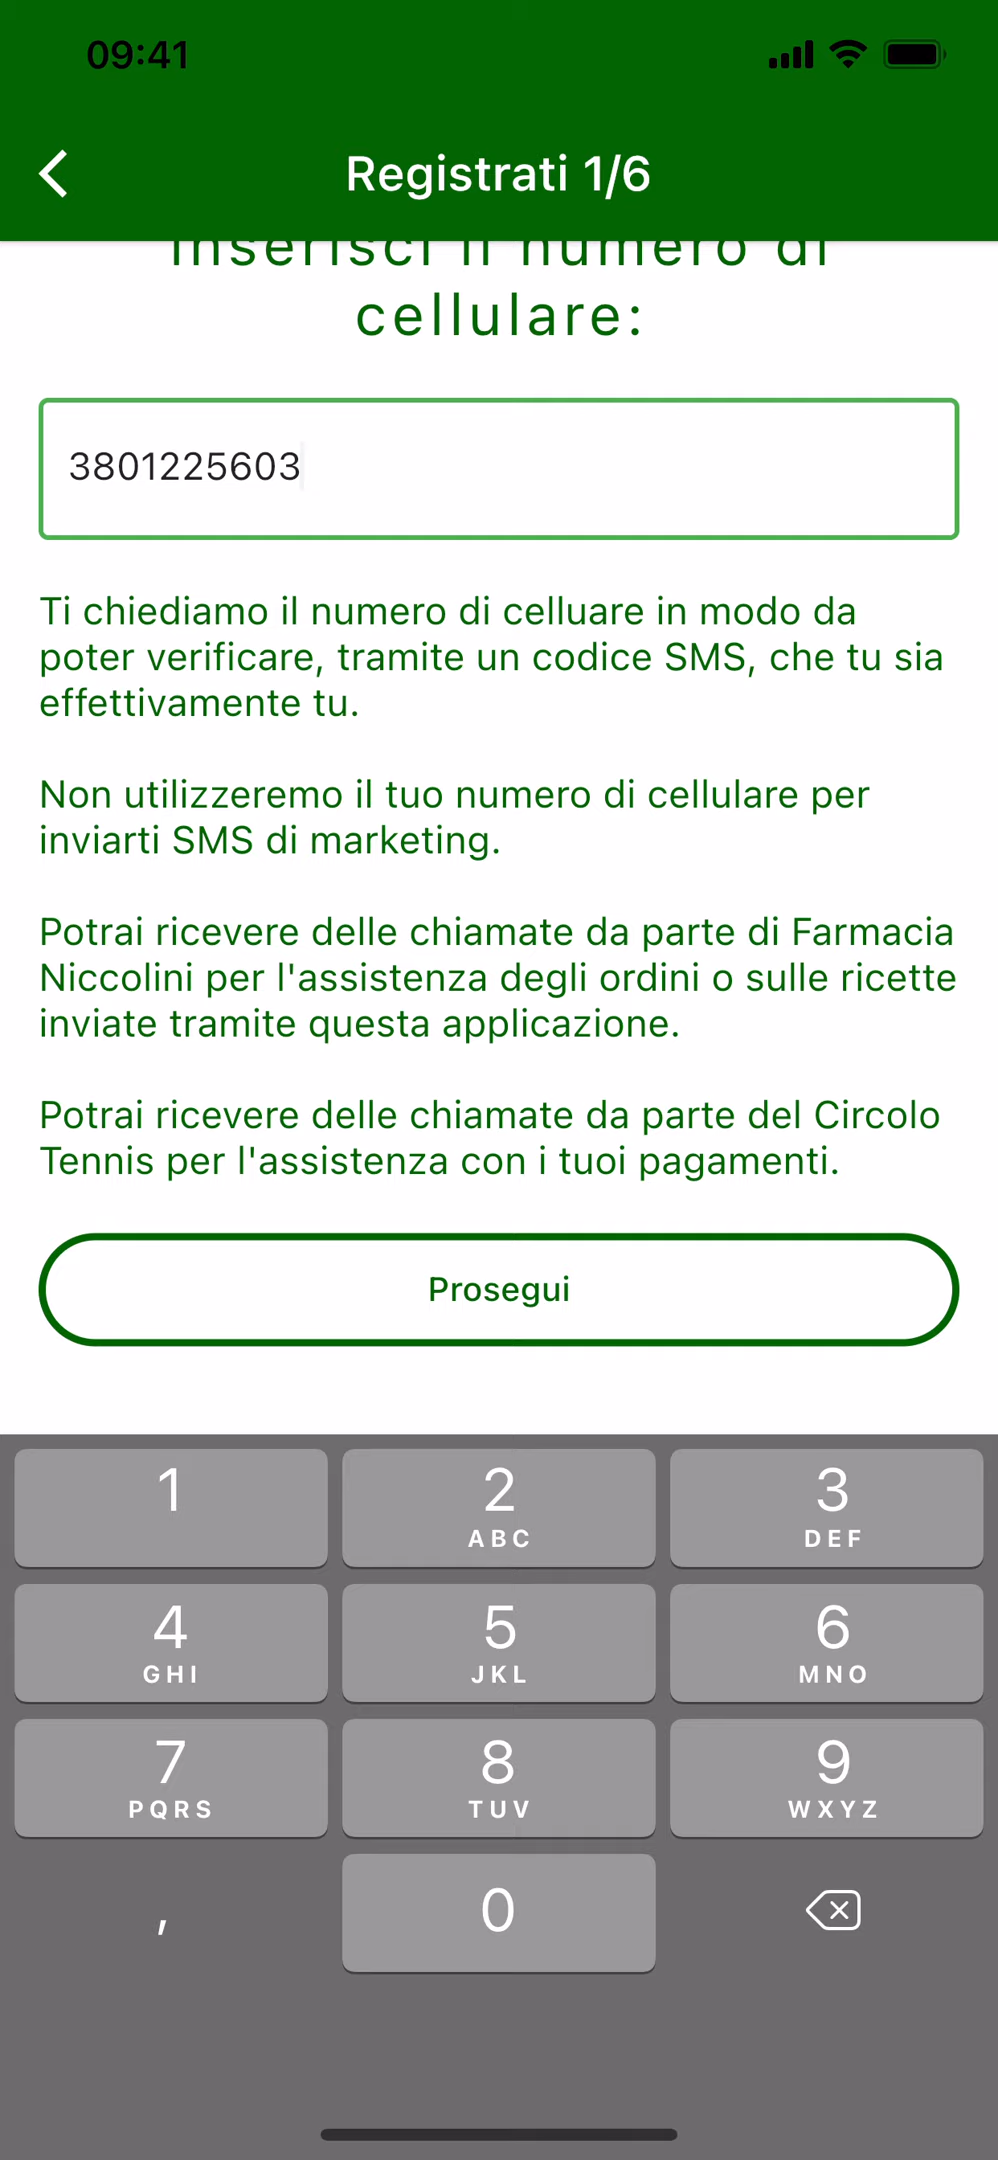 09:41
Registrati 1/6
Inserisci il numero di
cellulare:
3801225603
Ti chiediamo il numero di celluare in modo da
poter verificare, tramite un codice SMS, che tu sia
effettivamente tu.
Non utilizzeremo il tuo numero di cellulare per
inviarti SMS di marketing.
Potrai ricevere delle chiamate da parte di Farmacia
Niccolini per l'assistenza degli ordini o sulle ricette
inviate tramite questa applicazione.
Potrai ricevere delle chiamate da parte del Circolo
Tennis per l'assistenza con i tuoi pagamenti.
Prosegui
1 2 3
ABC DEF
4 5 6
GHI JKL MNO
7 8 9
PQRS TUV WXYZ
, 0